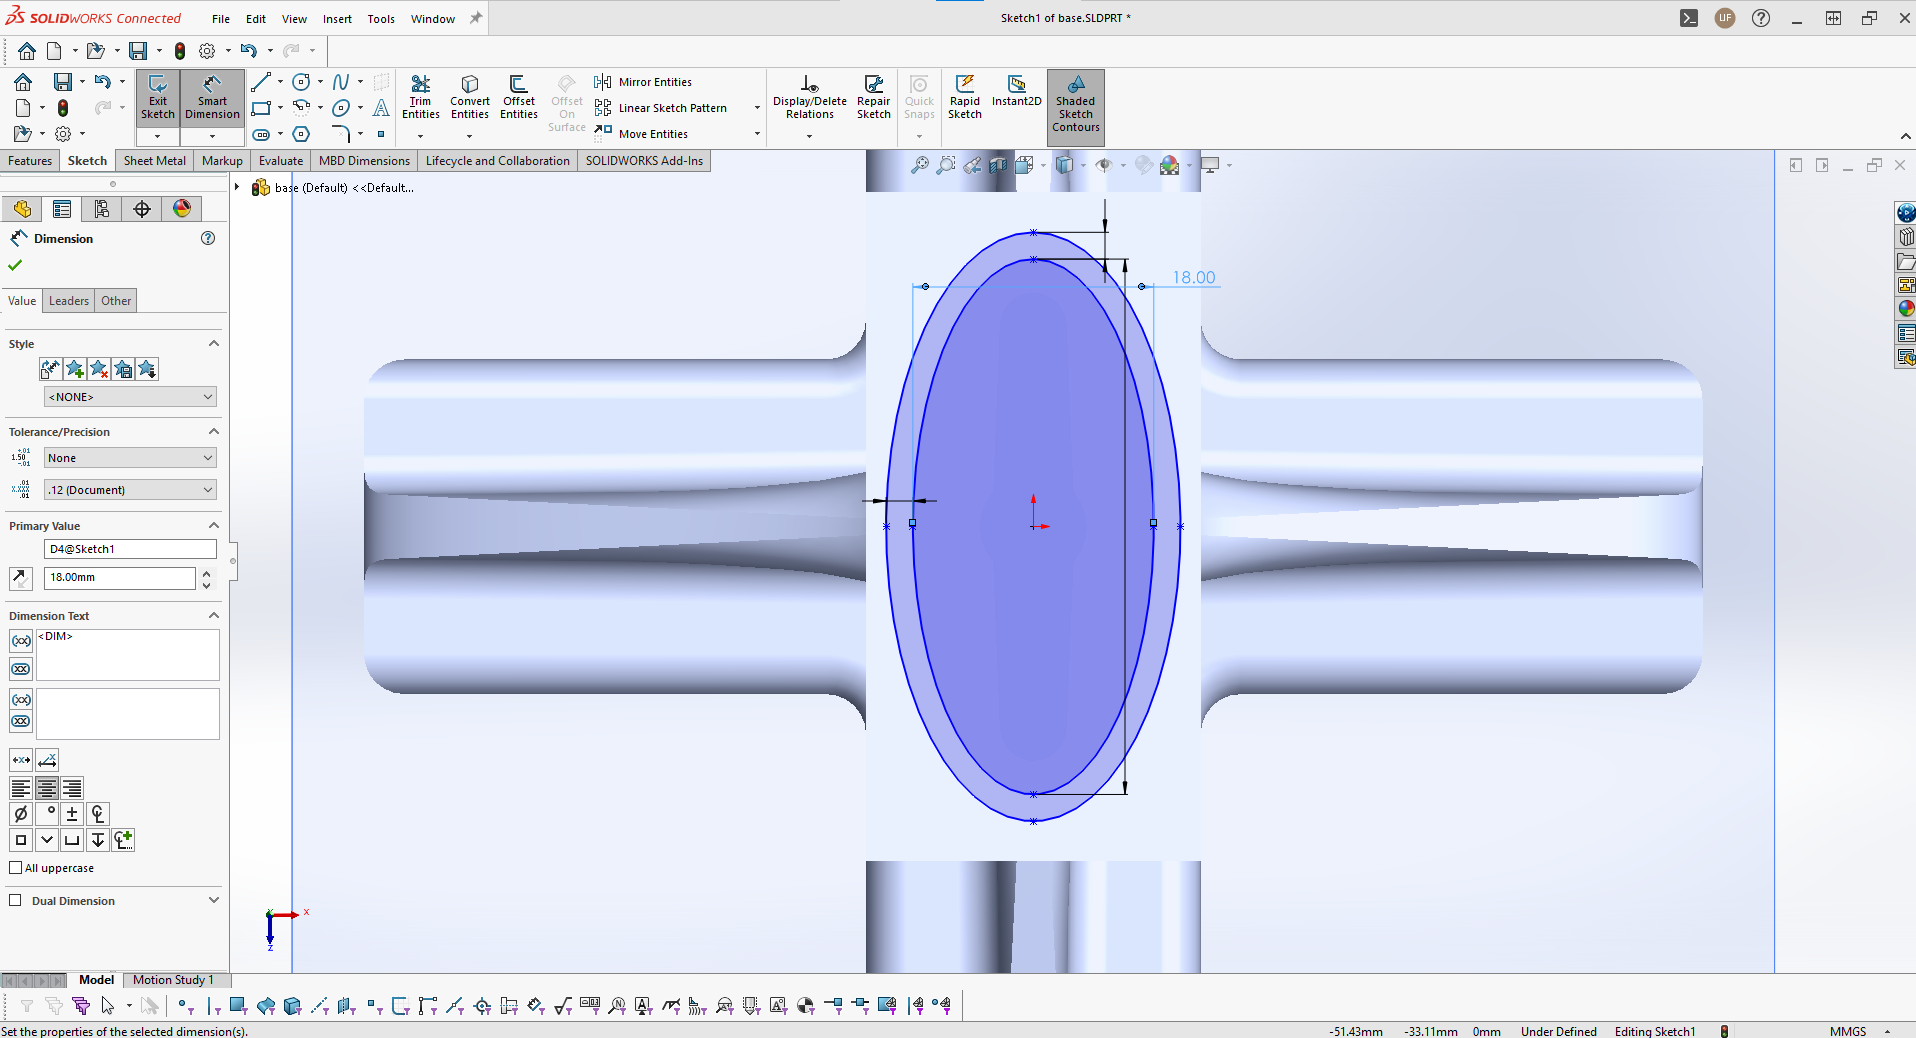 SOLIDWORKS Connected
File Edit View Insert Tools Window
Sketch1 of base.SLDPRT *
UF
Exit Sketch
Smart Dimension
Trim Entities
Convert Entities
Offset Entities
Offset On Surface
Mirror Entities
Linear Sketch Pattern
Move Entities
Display/Delete Relations
Repair Sketch
Quick Snaps
Rapid Sketch
Instant2D
Shaded Sketch Contours
Features Sketch Sheet Metal Markup Evaluate MBD Dimensions Lifecycle and Collaboration SOLIDWORKS Add-Ins
base (Default) <<Default...
Dimension
Value Leaders Other
Style
<NONE>
Tolerance/Precision
None
.12 (Document)
Primary Value
D4@Sketch1
18.00mm
Dimension Text
<DIM>
All uppercase
Dual Dimension
18.00
X
Z
Model Motion Study 1
Set the properties of the selected dimension(s).
-51.43mm -33.11mm 0mm Under Defined Editing Sketch1 MMGS